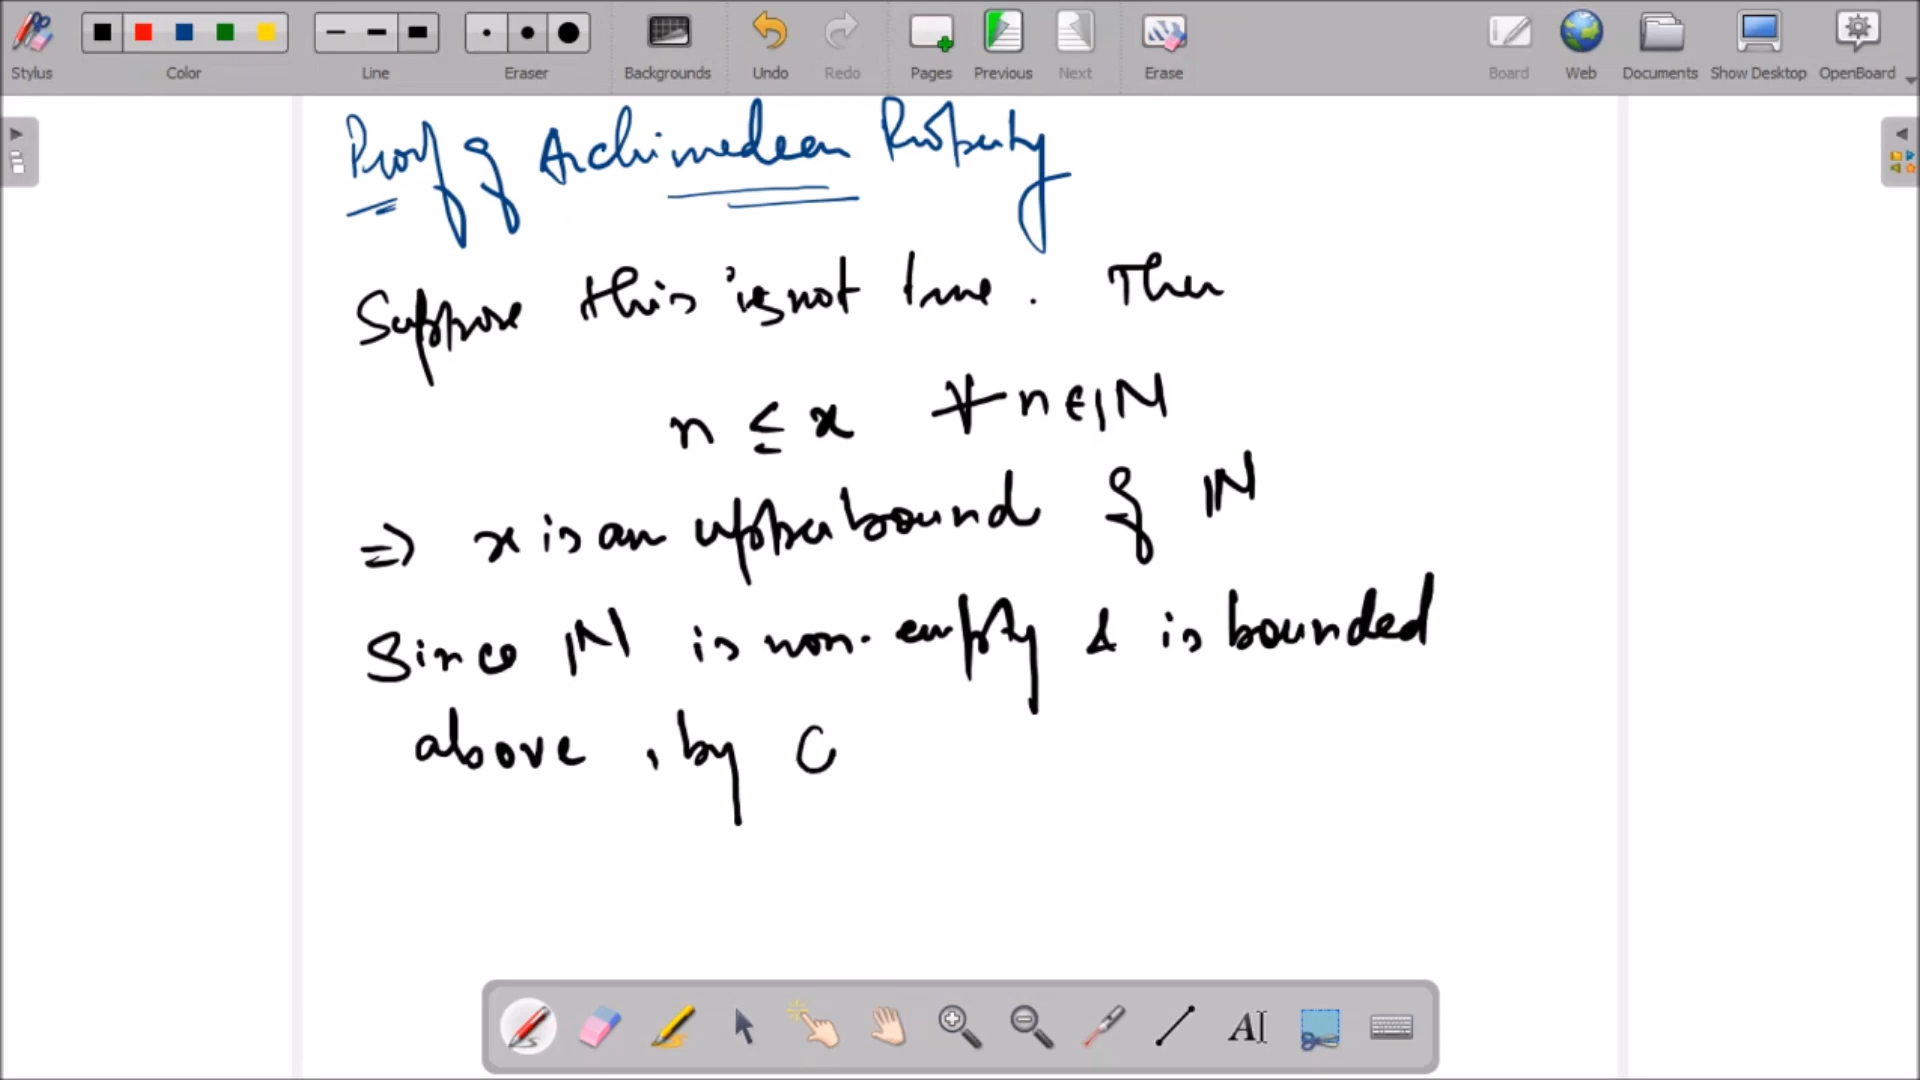 Stylus Color Line Eraser Backgrounds Undo Redo Pages Previous Next Erase Board Web Documents Show Desktop OpenBoard
Proof of Archimedean Property
Suppose this is not true. Then
n ≤ x ∀ n ∈ ℕ
⇒ x is an upper bound of ℕ
Since ℕ is non-empty & is bounded
above, by C